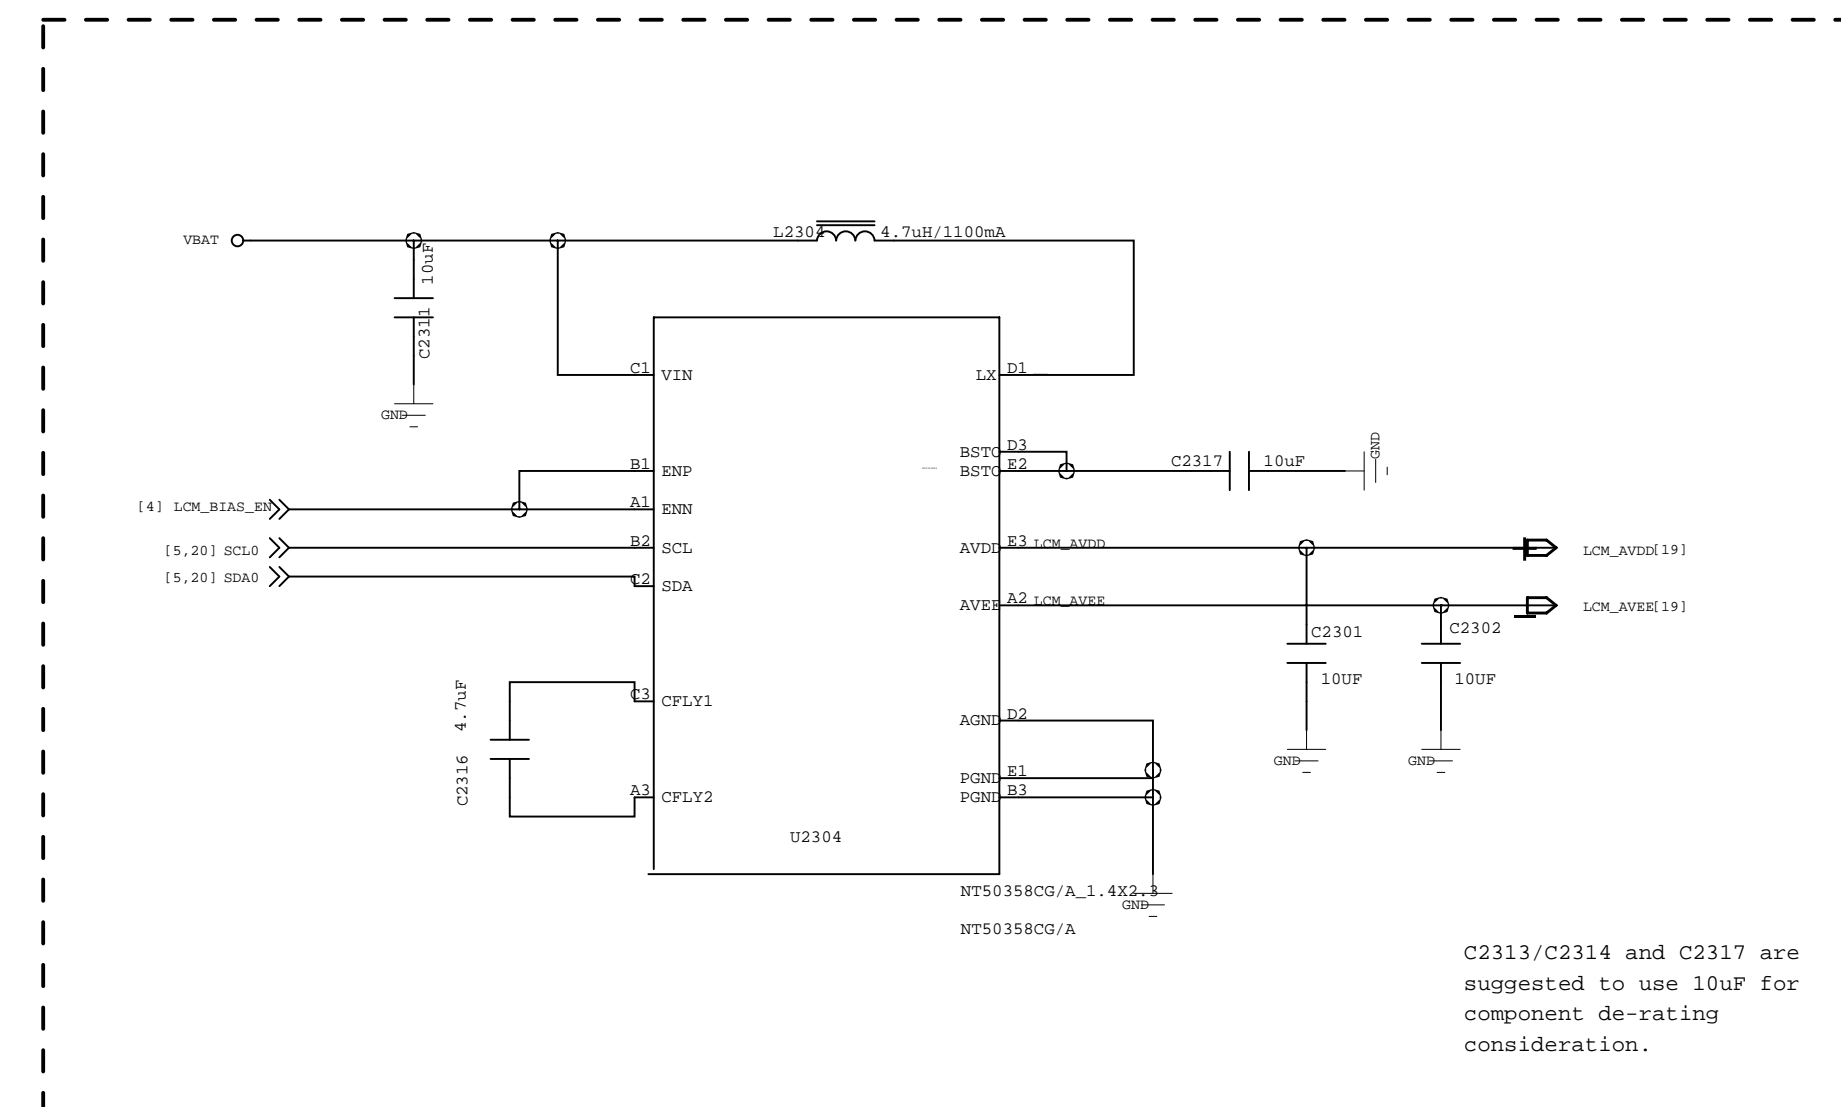 VBAT
10uF
C2311
GND
L2304 4.7uH/1100mA
C1 VIN
LX D1
B1 ENP
A1 ENN
B2 SCL
C2 SDA
[4] LCM_BIAS_EN
[5,20] SCL0
[5,20] SDA0
BSTO D3
BSTO E2
C2317 10uF
GND
AVDD E3 LCM_AVDD
LCM_AVDD[19]
AVEE A2 LCM_AVEE
LCM_AVEE[19]
C2301
10UF
GND
C2302
10UF
GND
4.7uF
C2316
C3 CFLY1
A3 CFLY2
AGND D2
PGND E1
PGND B3
U2304
NT50358CG/A_1.4X2.3
GND
NT50358CG/A
C2313/C2314 and C2317 are
suggested to use 10uF for
component de-rating
consideration.